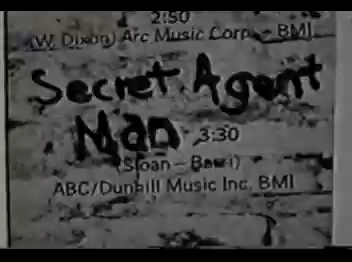 2:50
(W. Dixon) Arc Music Corp. - BMI
Secret Agent
Man 3:30
(Sloan - Barri)
ABC/Dunhill Music Inc. BMI